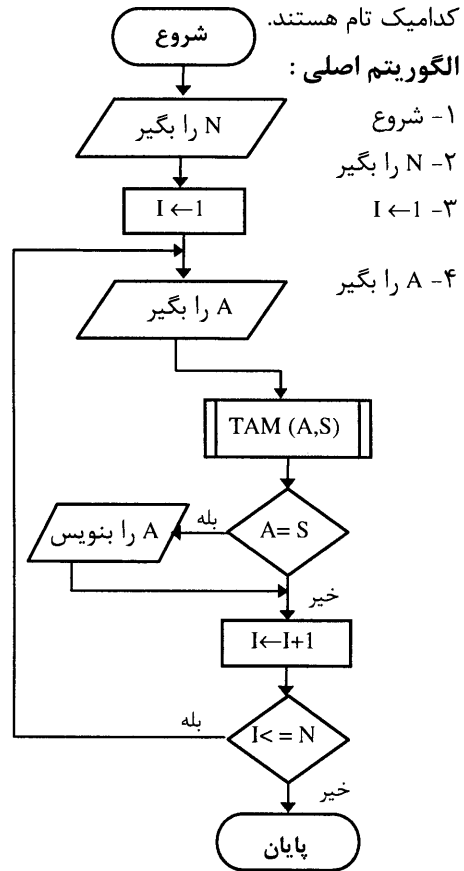 کدامیک تام هستند.
الگوریتم اصلی :
۱- شروع
۲- N را بگیر
۳- I ←1
۴- A را بگیر
شروع
N را بگیر
I ←1
A را بگیر
TAM (A,S)
A= S
بله
A را بنویس
خیر
I←I+1
I< = N
بله
خیر
پایان